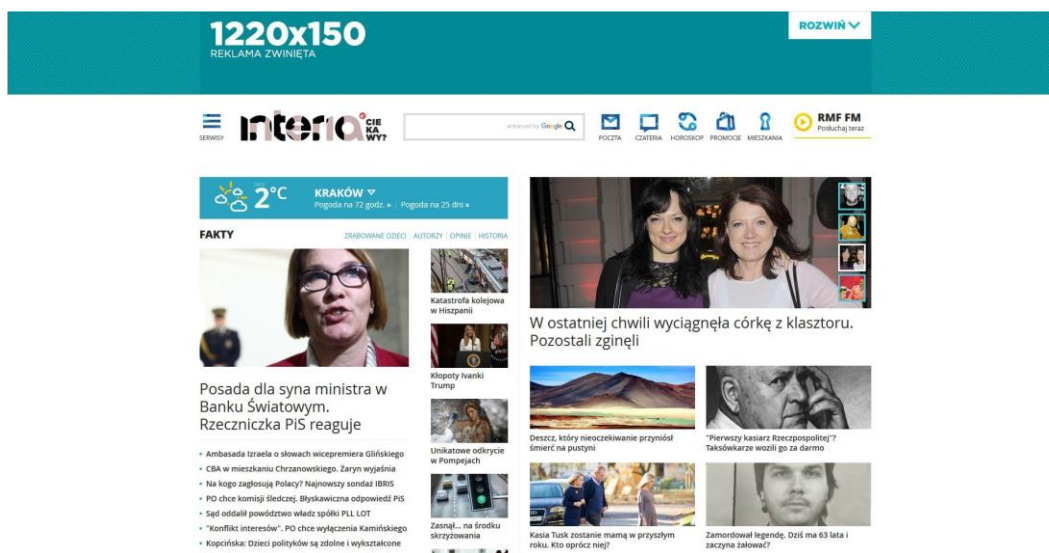 1220x150
REKLAMA ZWINIĘTA
ROZWIŃ
SERWISY
interia
CIE
KA
WY?
enhanced by Google
POCZTA
CZATERIA
HOROSKOP
PROMOCJE
MIESZKANIA
RMF FM
Posłuchaj teraz
2°C
KRAKÓW
Pogoda na 72 godz. » | Pogoda na 25 dni »
FAKTY
ZRABOWANE DZIECI | AUTORZY | OPINIE | HISTORIA
Posada dla syna ministra w
Banku Światowym.
Rzeczniczka PiS reaguje
• Ambasada Izraela o słowach wicepremiera Glińskiego
• CBA w mieszkaniu Chrzanowskiego. Żaryn wyjaśnia
• Na kogo zagłosują Polacy? Najnowszy sondaż IBRIS
• PO chce komisji śledczej. Błyskawiczna odpowiedź PiS
• Sąd oddalił powództwo władz spółki PLL LOT
• "Konflikt interesów". PO chce wyłączenia Kamińskiego
• Kopcińska: Dzieci polityków są zdolne i wykształcone
Katastrofa kolejowa
w Hiszpanii
Kłopoty Ivanki
Trump
Unikatowe odkrycie
w Pompejach
Zasnął... na środku
skrzyżowania
W ostatniej chwili wyciągnęła córkę z klasztoru.
Pozostali zginęli
Deszcz, który nieoczekiwanie przyniósł
śmierć na pustyni
"Pierwszy kasiarz Rzeczpospolitej"?
Taksówkarze wozili go za darmo
Kasia Tusk zostanie mamą w przyszłym
roku. Kto oprócz niej?
Zamordował legendę. Dziś ma 63 lata i
zaczyna żałować?